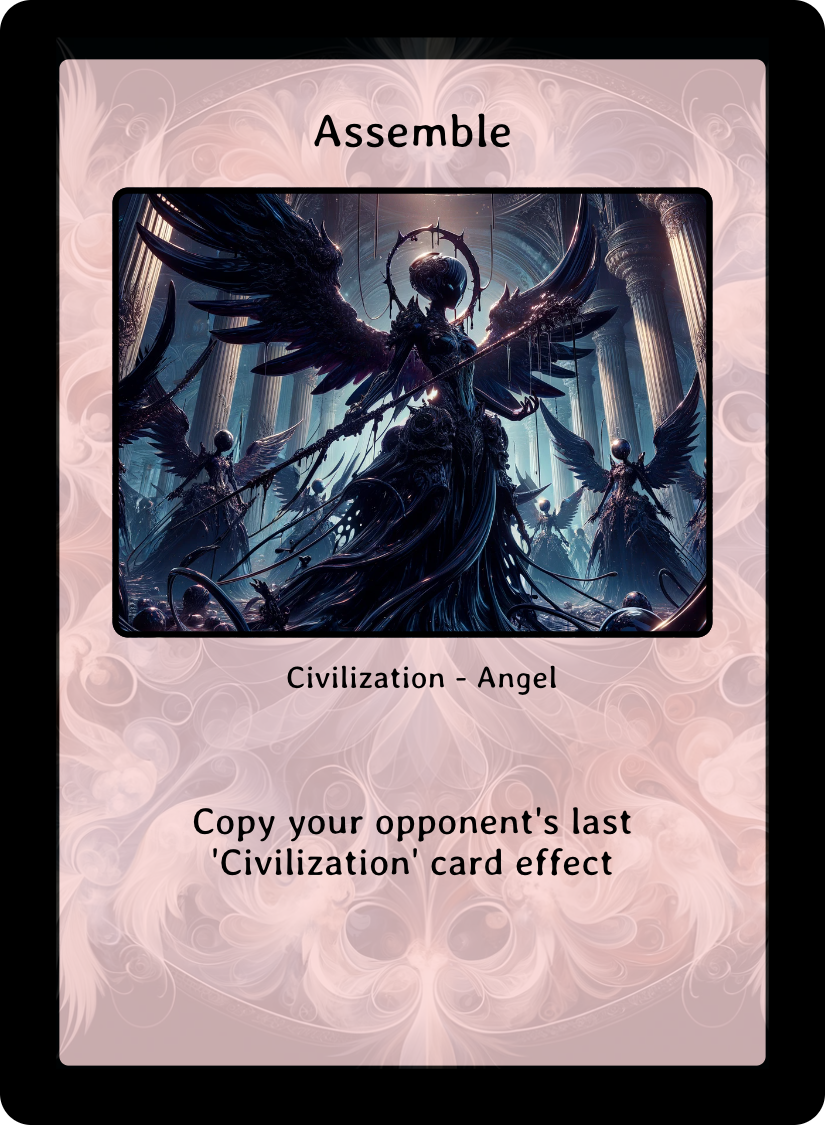 Assemble
Civilization - Angel
Copy your opponent's last
'Civilization' card effect